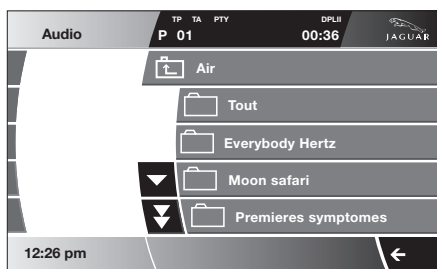 Audio
TP TA PTY DPLII
P 01 00:36
JAGUAR
Air
Tout
Everybody Hertz
Moon safari
Premieres symptomes
12:26 pm